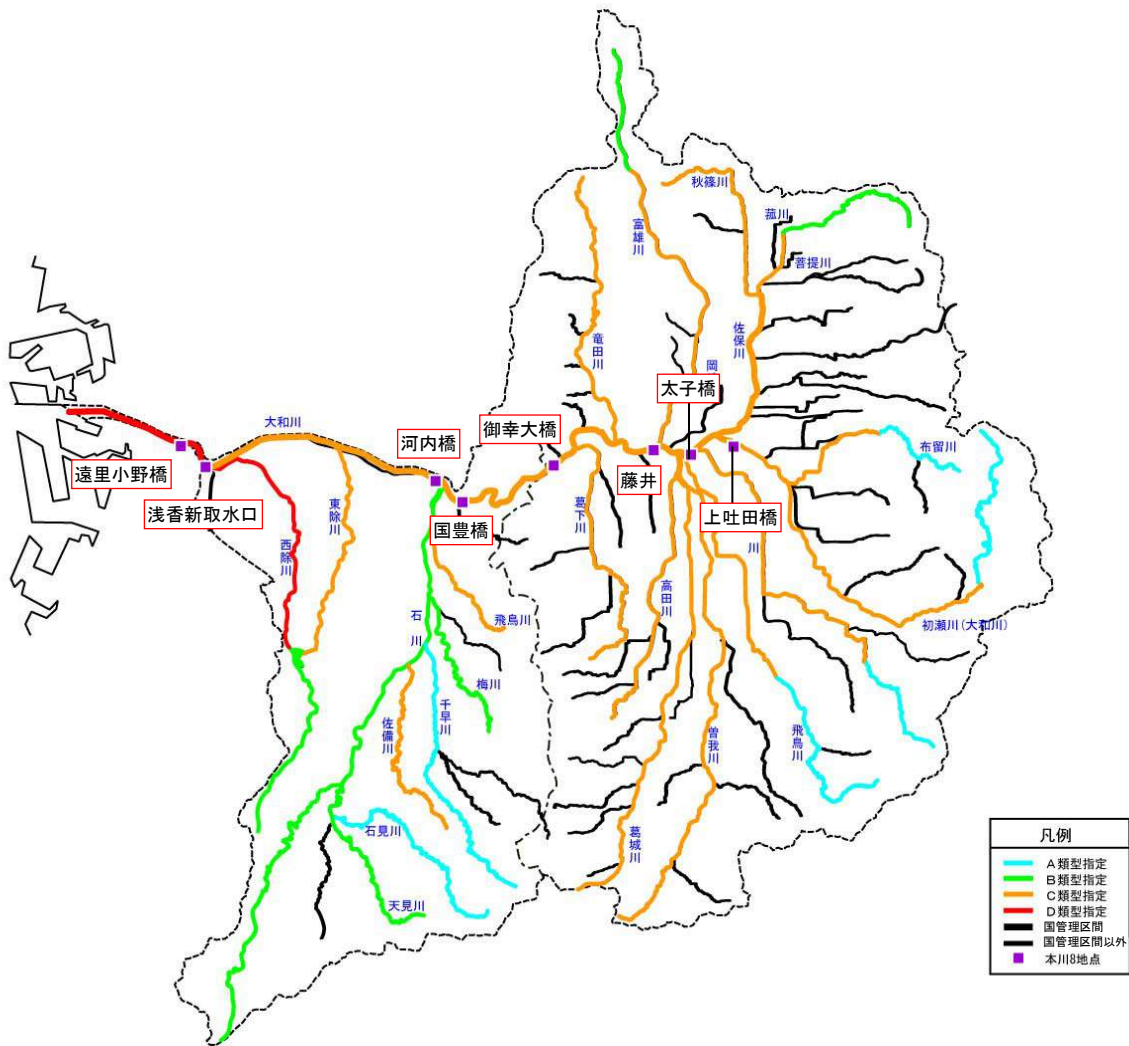 秋篠川
菰川
富雄川
菩提川
佐保川
竜田川
岡
太子橋
大和川
河内橋
御幸大橋
布留川
遠里小野橋
藤井
浅香新取水口
東除川
国豊橋
葛下川
上吐田橋
西除川
川
高田川
石川
飛鳥川
初瀬川(大和川)
梅川
千早川
佐備川
曽我川
飛鳥川
石見川
葛城川
天見川
凡例
A類型指定
B類型指定
C類型指定
D類型指定
国管理区間
国管理区間以外
本川8地点